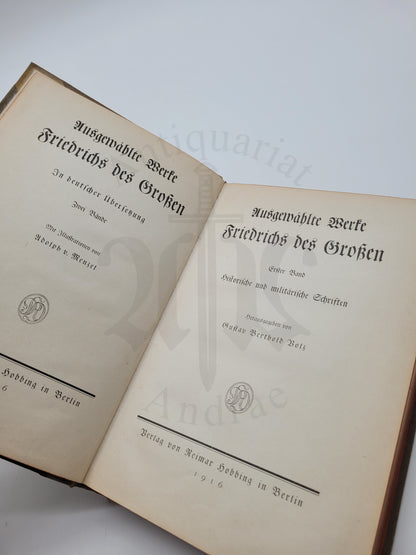 Ausgewählte Werke
Friedrichs des Großen
In deutscher Übersetzung
Zwei Bände
Mit Illustrationen von
Adolph v. Menzel
Hobbing in Berlin
6
Ausgewählte Werke
Friedrichs des Großen
Erster Band
Historische und militärische Schriften
Herausgegeben von
Gustav Berthold Volz
Verlag von Reimar Hobbing in Berlin
1916
Antiquariat
Andrae